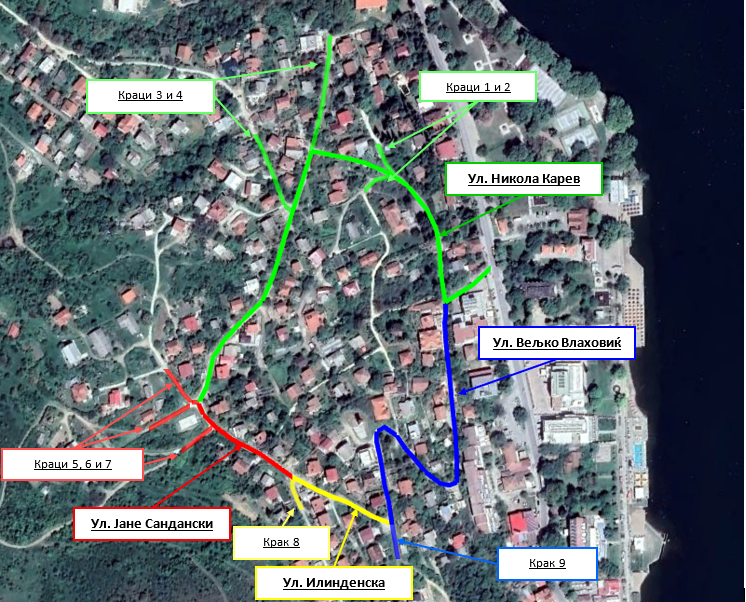 Краци 1 и 2
Краци 3 и 4
Ул. Никола Карев
Ул. Вељко Влаховиќ
Краци 5, 6 и 7
Ул. Јане Сандански
Крак 8
Крак 9
Ул. Илинденска